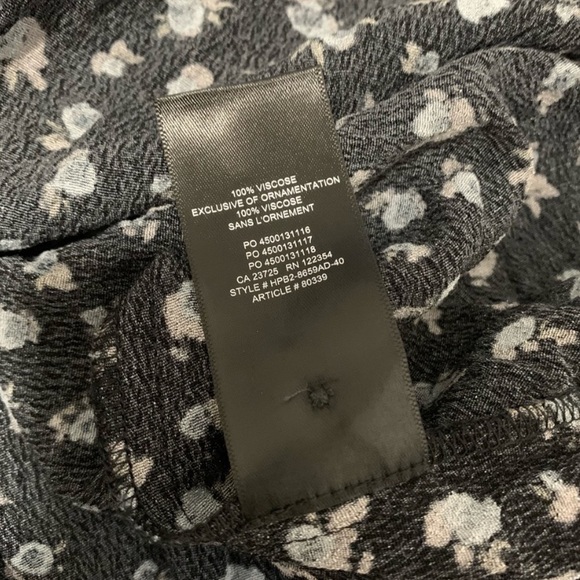 100% VISCOSE
EXCLUSIVE OF ORNAMENTATION
100% VISCOSE
SANS L'ORNEMENT
PO 4500131116
PO 4500131117
PO 4500131118
CA 23725 RN 122354
STYLE # HPB2-8659AD-40
ARTICLE # 80339